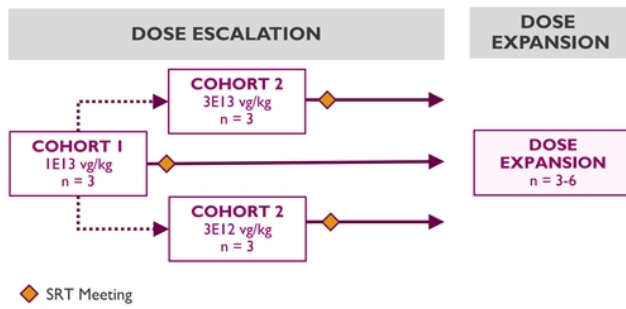 DOSE ESCALATION
DOSE
EXPANSION
COHORT 2
3E13 vg/kg
n = 3
COHORT 1
1E13 vg/kg
n = 3
DOSE
EXPANSION
n = 3-6
COHORT 2
3E12 vg/kg
n = 3
SRT Meeting